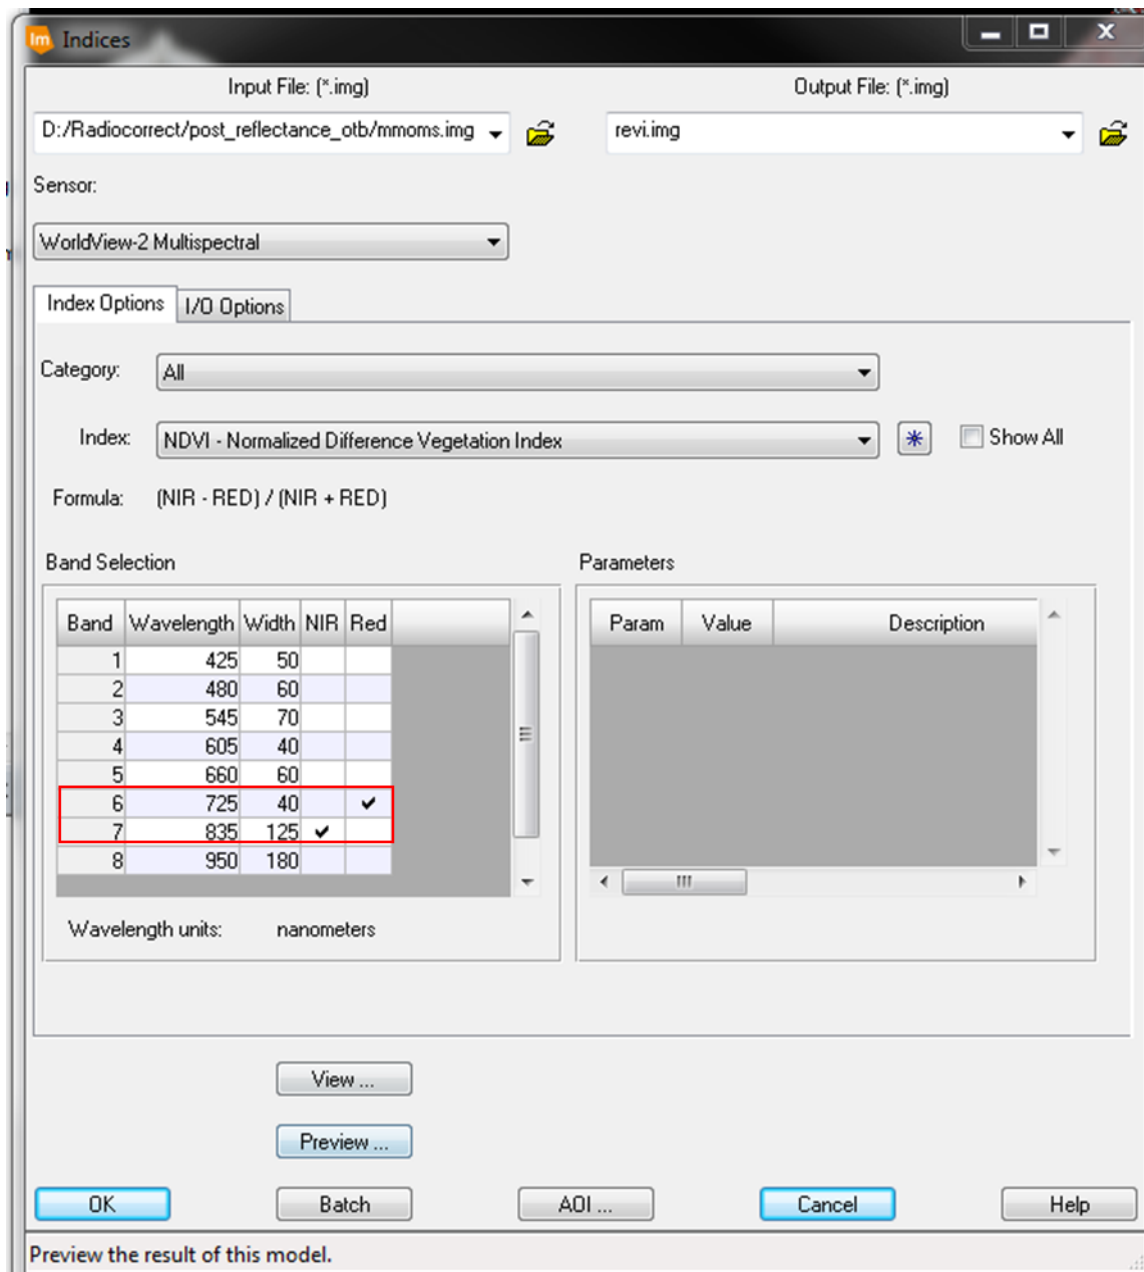 Im Indices
Input File: (*.img) Output File: (*.img)
D:/Radiocorrect/post_reflectance_otb/mmoms.img revi.img
Sensor:
WorldView-2 Multispectral
Index Options I/O Options
Category: All
Index: NDVI - Normalized Difference Vegetation Index Show All
Formula: (NIR - RED) / (NIR + RED)
Band Selection Parameters
Band Wavelength Width NIR Red Param Value Description
1 425 50
2 480 60
3 545 70
4 605 40
5 660 60
6 725 40 ✔
7 835 125 ✔
8 950 180
Wavelength units: nanometers
View ...
Preview ...
OK Batch AOI ... Cancel Help
Preview the result of this model.